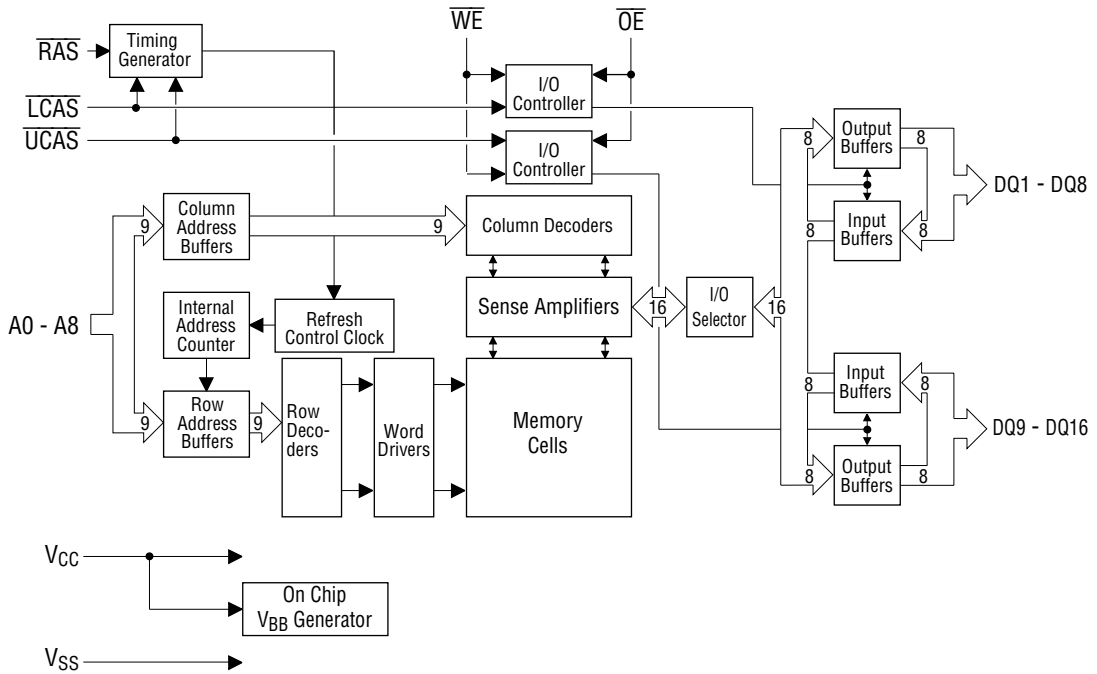 WE
OE
RAS
Timing
Generator
I/O
Controller
LCAS
UCAS
I/O
Controller
8
Output
Buffers
8
DQ1 - DQ8
Column
Address
Buffers
9
9
Column Decoders
8
Input
Buffers
8
A0 - A8
Internal
Address
Counter
Refresh
Control Clock
Sense Amplifiers
16
I/O
Selector
16
9
Row
Address
Buffers
9
Row
Deco-
ders
Word
Drivers
Memory
Cells
8
Input
Buffers
8
DQ9 - DQ16
8
Output
Buffers
8
VCC
On Chip
VBB Generator
VSS